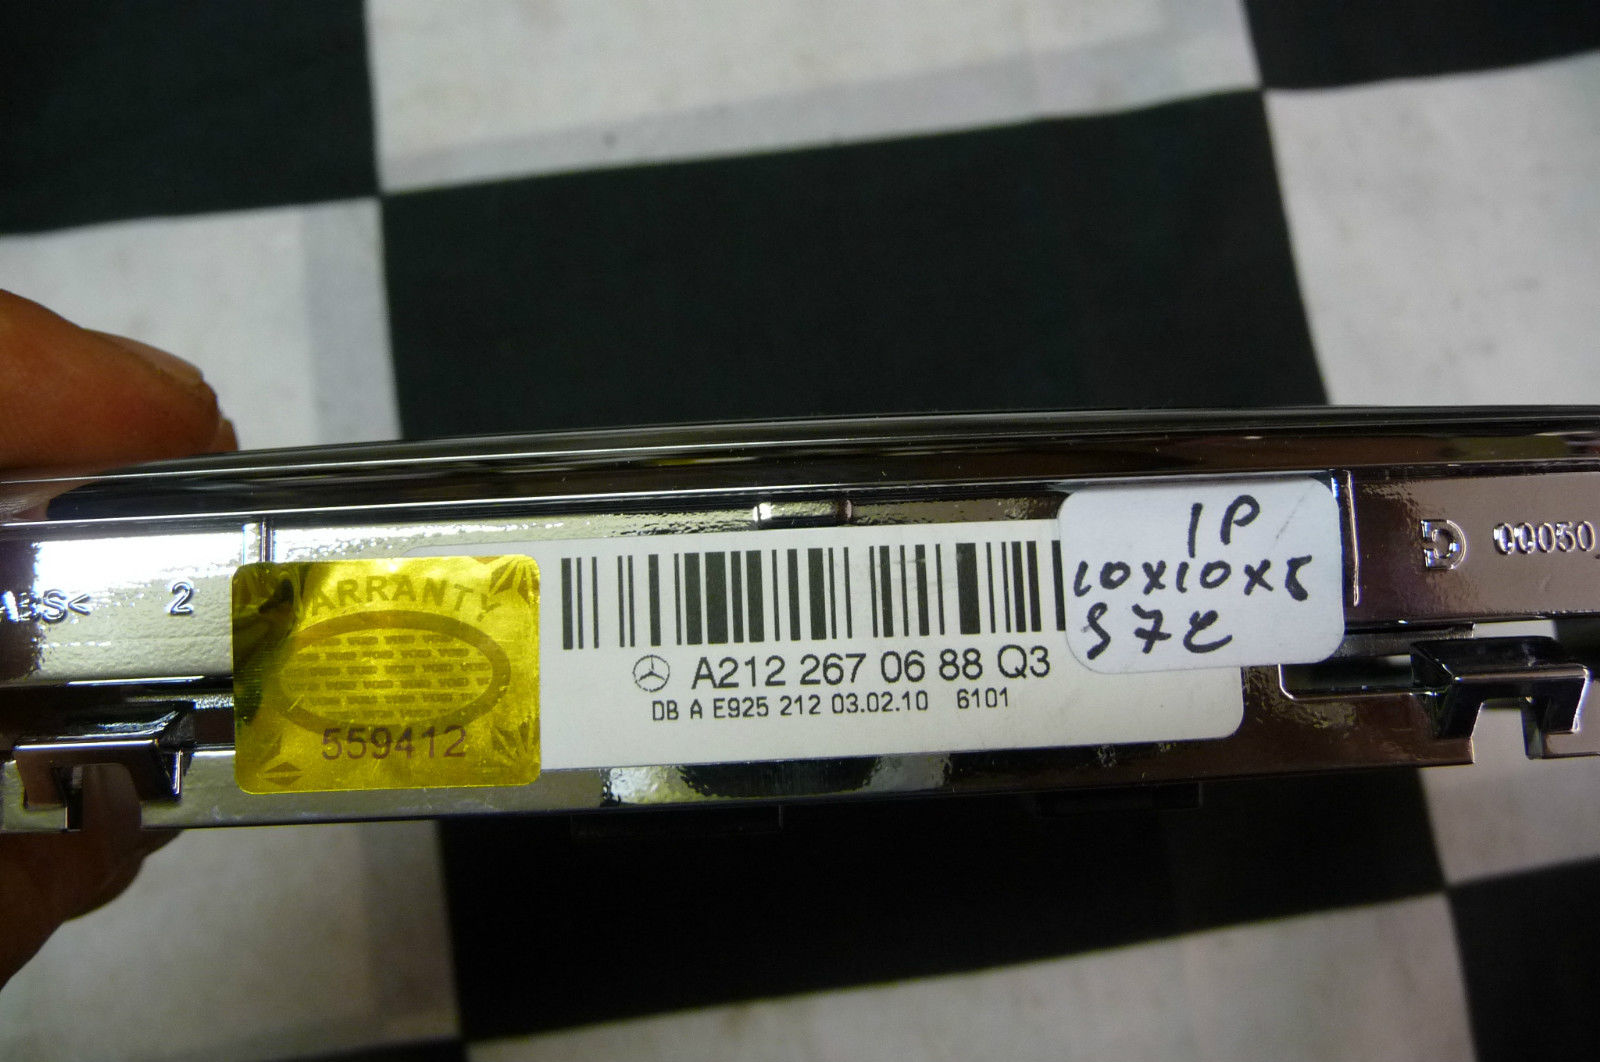 ABS< 2
WARRANTY
559412
A212 267 06 88 Q3
DB A E925 212 03.02.10 6101
1P
10x10x5
57e
00050